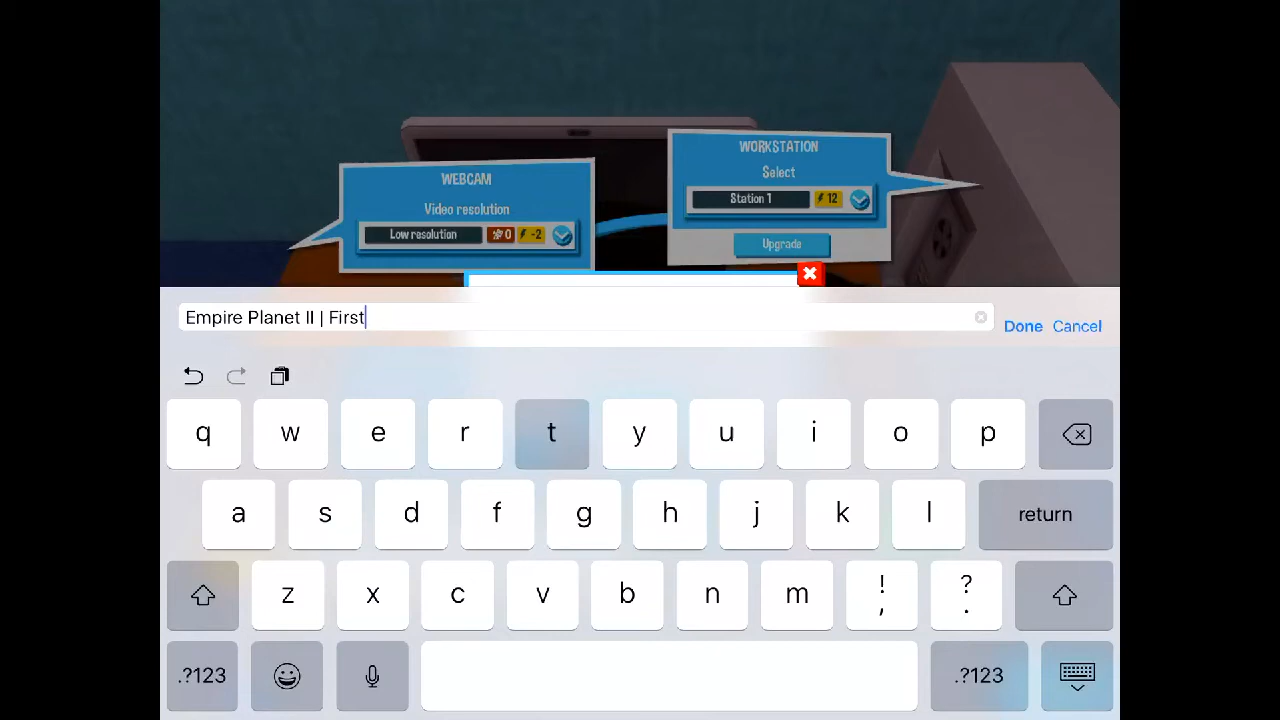 WORKSTATION
Select
Station 1 12
Upgrade
WEBCAM
Video resolution
Low resolution 0 -2
Empire Planet II | First
Done Cancel
q w e r t y u i o p
a s d f g h j k l return
z x c v b n m ! , ? .
.?123 .?123